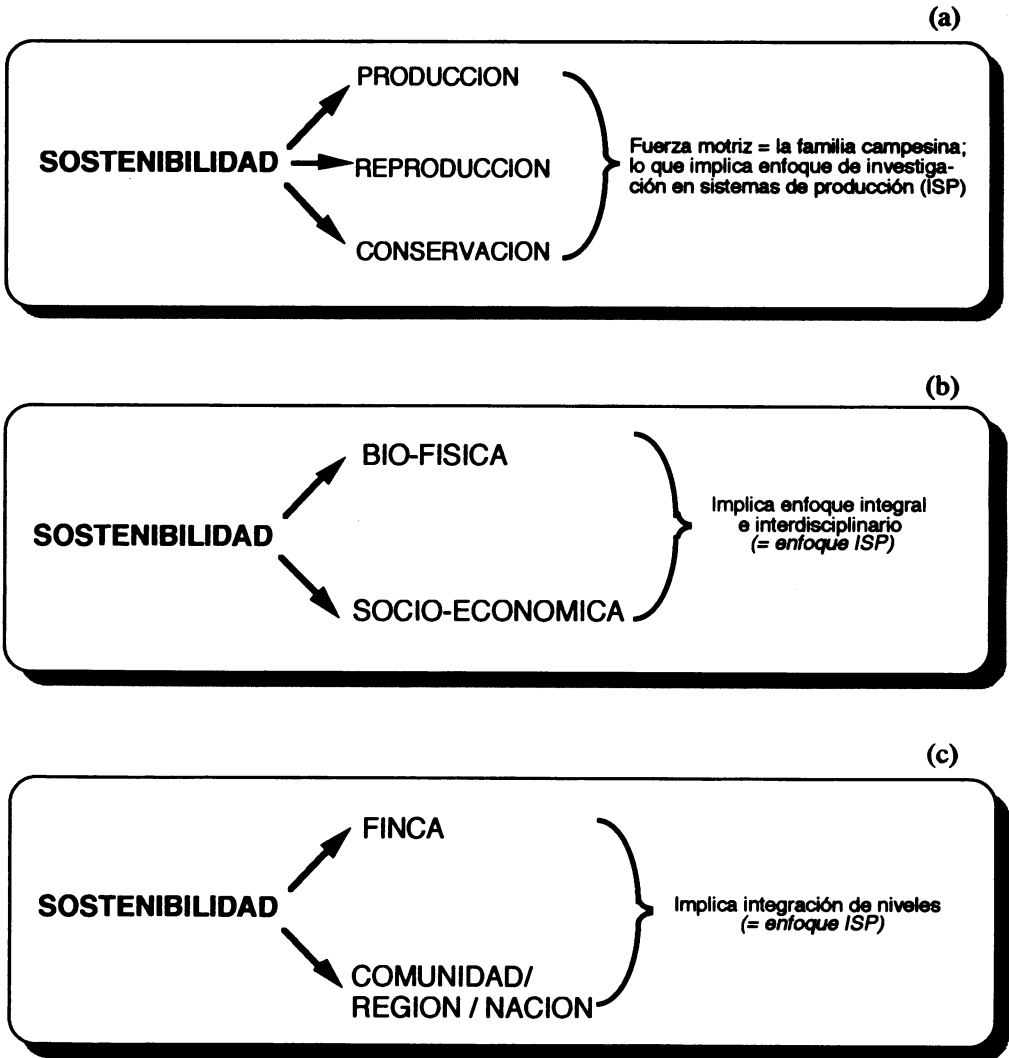 (a)
PRODUCCION
SOSTENIBILIDAD
REPRODUCCION
CONSERVACION
Fuerza motriz = la familia campesina;
lo que implica enfoque de investiga-
ción en sistemas de producción (ISP)
(b)
BIO-FISICA
SOSTENIBILIDAD
SOCIO-ECONOMICA
Implica enfoque integral
e interdisciplinario
(= enfoque ISP)
(c)
FINCA
SOSTENIBILIDAD
COMUNIDAD/
REGION / NACION
Implica integración de niveles
(= enfoque ISP)